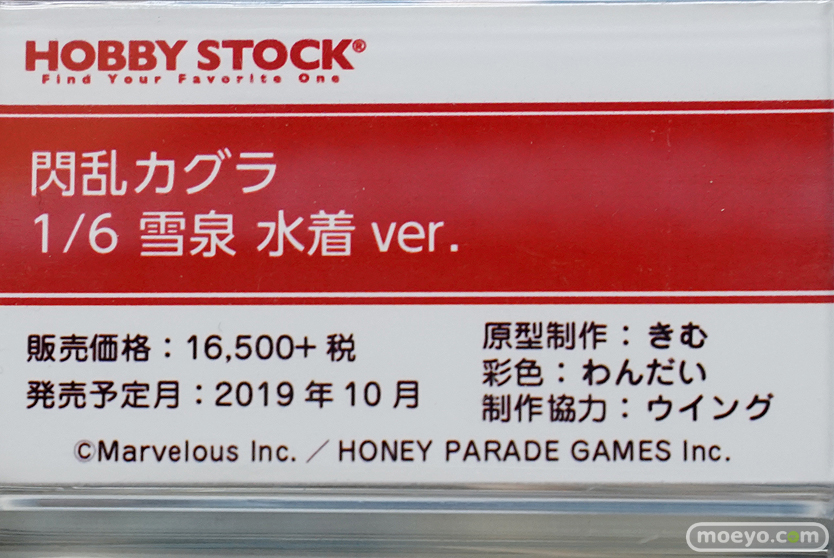 HOBBY STOCK®
Find Your Favorite One
閃乱カグラ
1/6 雪泉 水着 ver.
販売価格：16,500+ 税
発売予定月：2019 年 10 月
原型制作：きむ
彩色：わんだい
制作協力：ウイング
©Marvelous Inc. ／ HONEY PARADE GAMES Inc.
moeyo.com